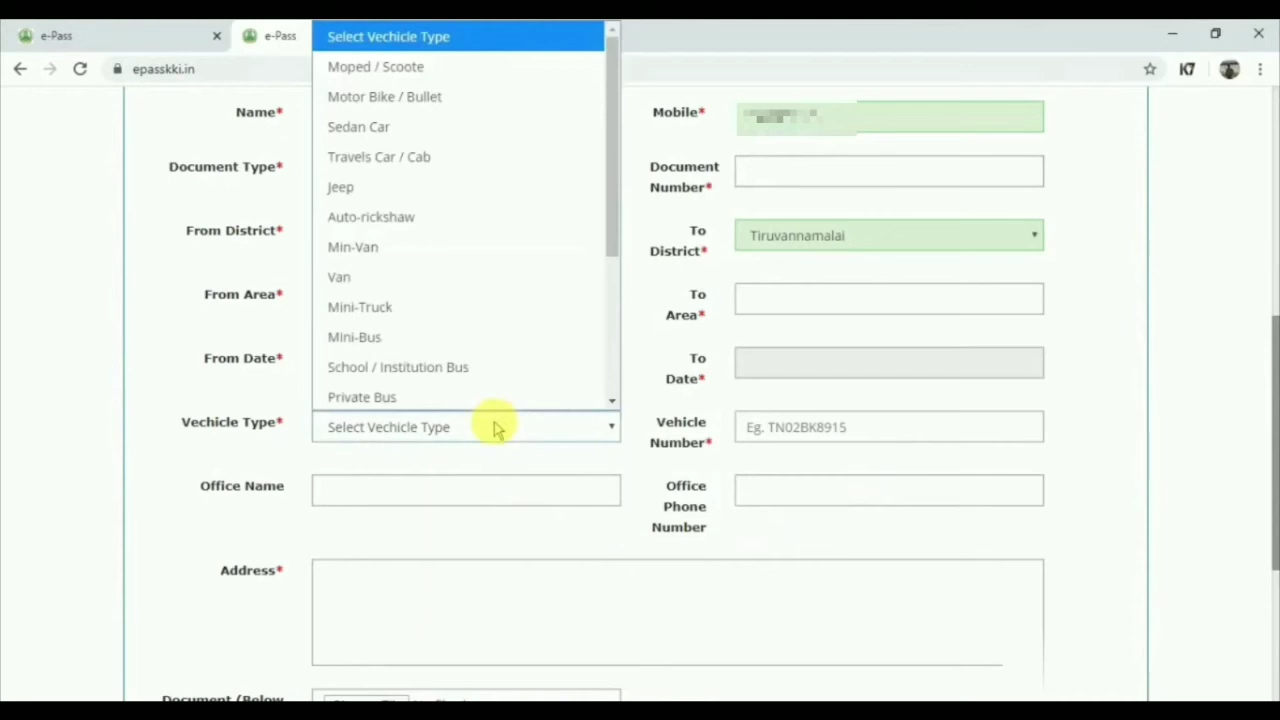 e-Pass
e-Pass
epasskki.in
K7
Select Vechicle Type
Moped / Scoote
Motor Bike / Bullet
Sedan Car
Travels Car / Cab
Jeep
Auto-rickshaw
Min-Van
Van
Mini-Truck
Mini-Bus
School / Institution Bus
Private Bus
Name*
Mobile*
Document Type*
Document Number*
From District*
To District*
Tiruvannamalai
From Area*
To Area*
From Date*
To Date*
Vechicle Type*
Select Vechicle Type
Vehicle Number*
Eg. TN02BK8915
Office Name
Office Phone Number
Address*
Document (Below